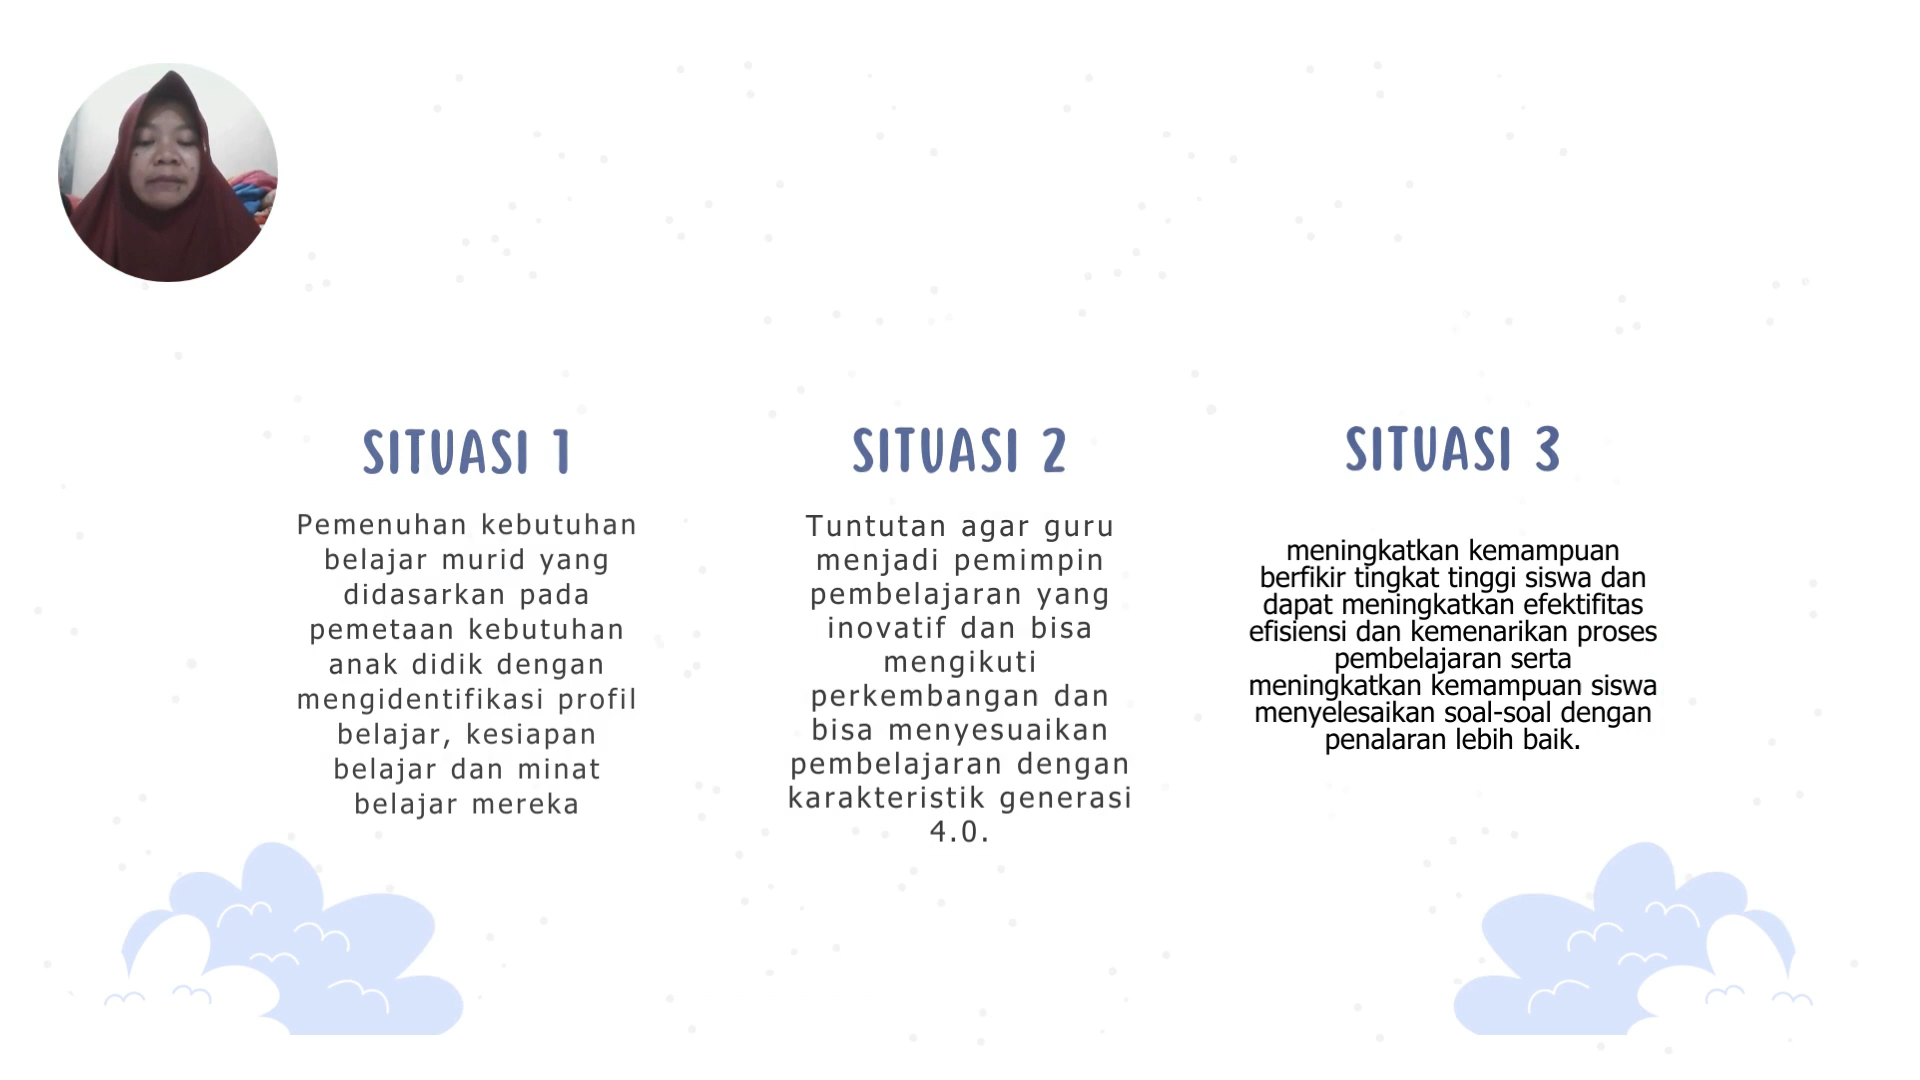 SITUASI 1
Pemenuhan kebutuhan
belajar murid yang
didasarkan pada
pemetaan kebutuhan
anak didik dengan
mengidentifikasi profil
belajar, kesiapan
belajar dan minat
belajar mereka
SITUASI 2
Tuntutan agar guru
menjadi pemimpin
pembelajaran yang
inovatif dan bisa
mengikuti
perkembangan dan
bisa menyesuaikan
pembelajaran dengan
karakteristik generasi
4.0.
SITUASI 3
meningkatkan kemampuan
berfikir tingkat tinggi siswa dan
dapat meningkatkan efektifitas
efisiensi dan kemenarikan proses
pembelajaran serta
meningkatkan kemampuan siswa
menyelesaikan soal-soal dengan
penalaran lebih baik.